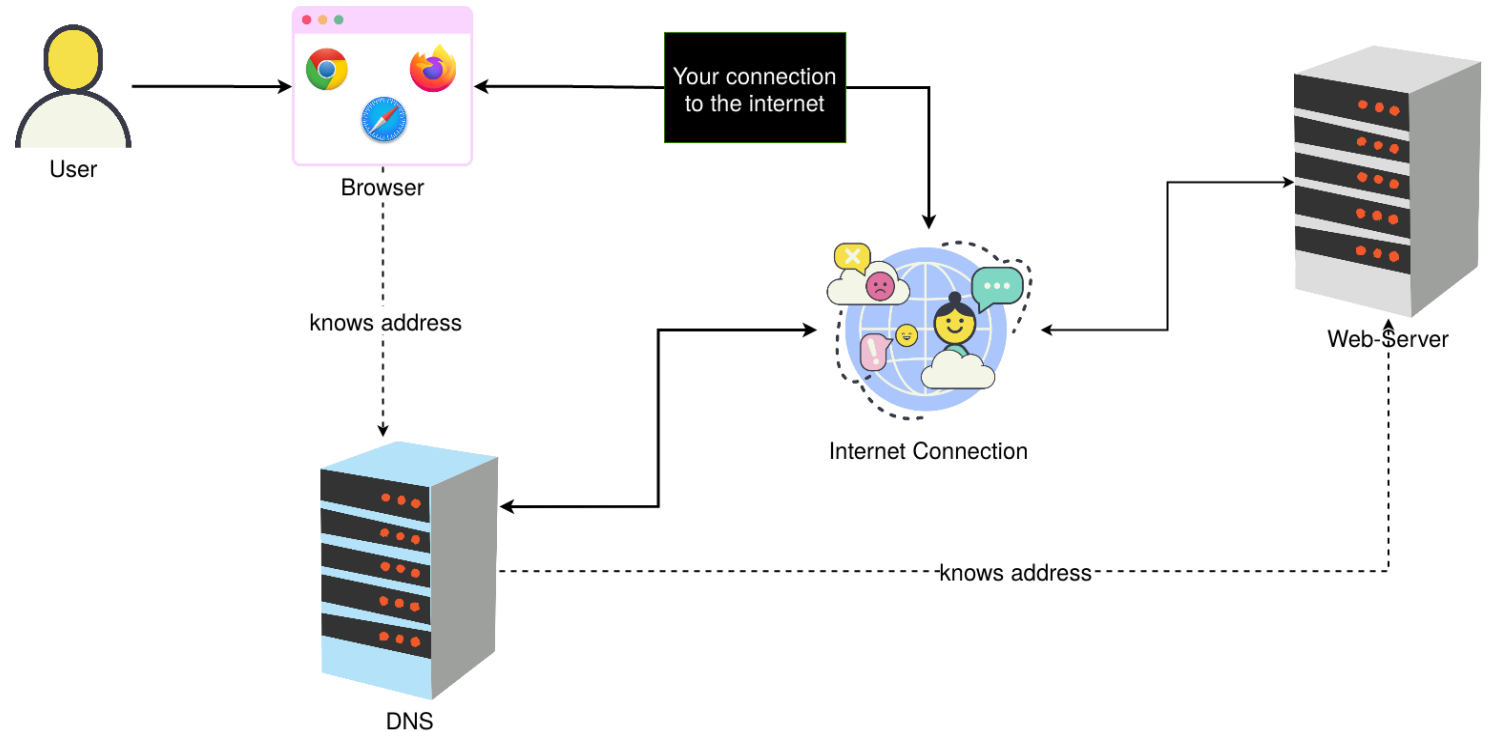 Your connection
to the internet
User
Browser
knows address
Web-Server
Internet Connection
knows address
DNS